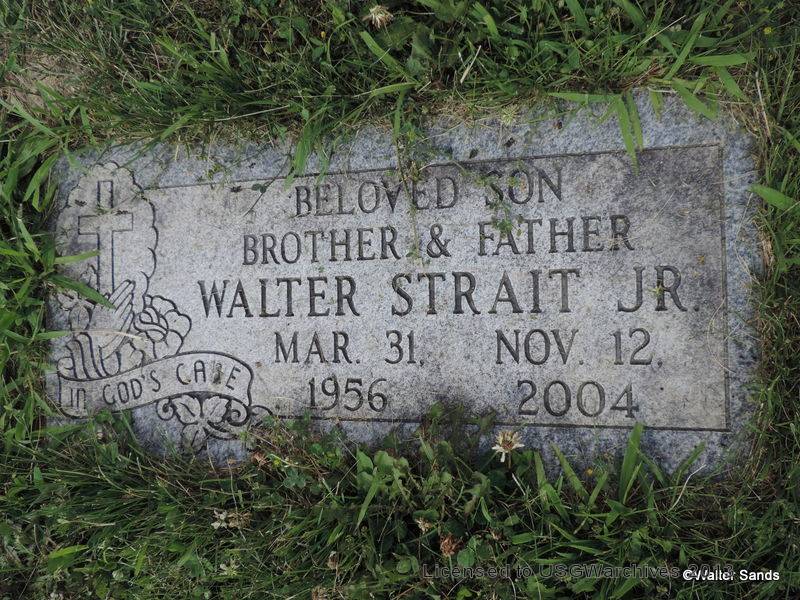 BELOVED SON
BROTHER & FATHER
WALTER STRAIT JR.
MAR. 31, NOV. 12,
1956 2004
IN GOD'S CARE
Licensed to USGWarchives 2013
©Walter Sands